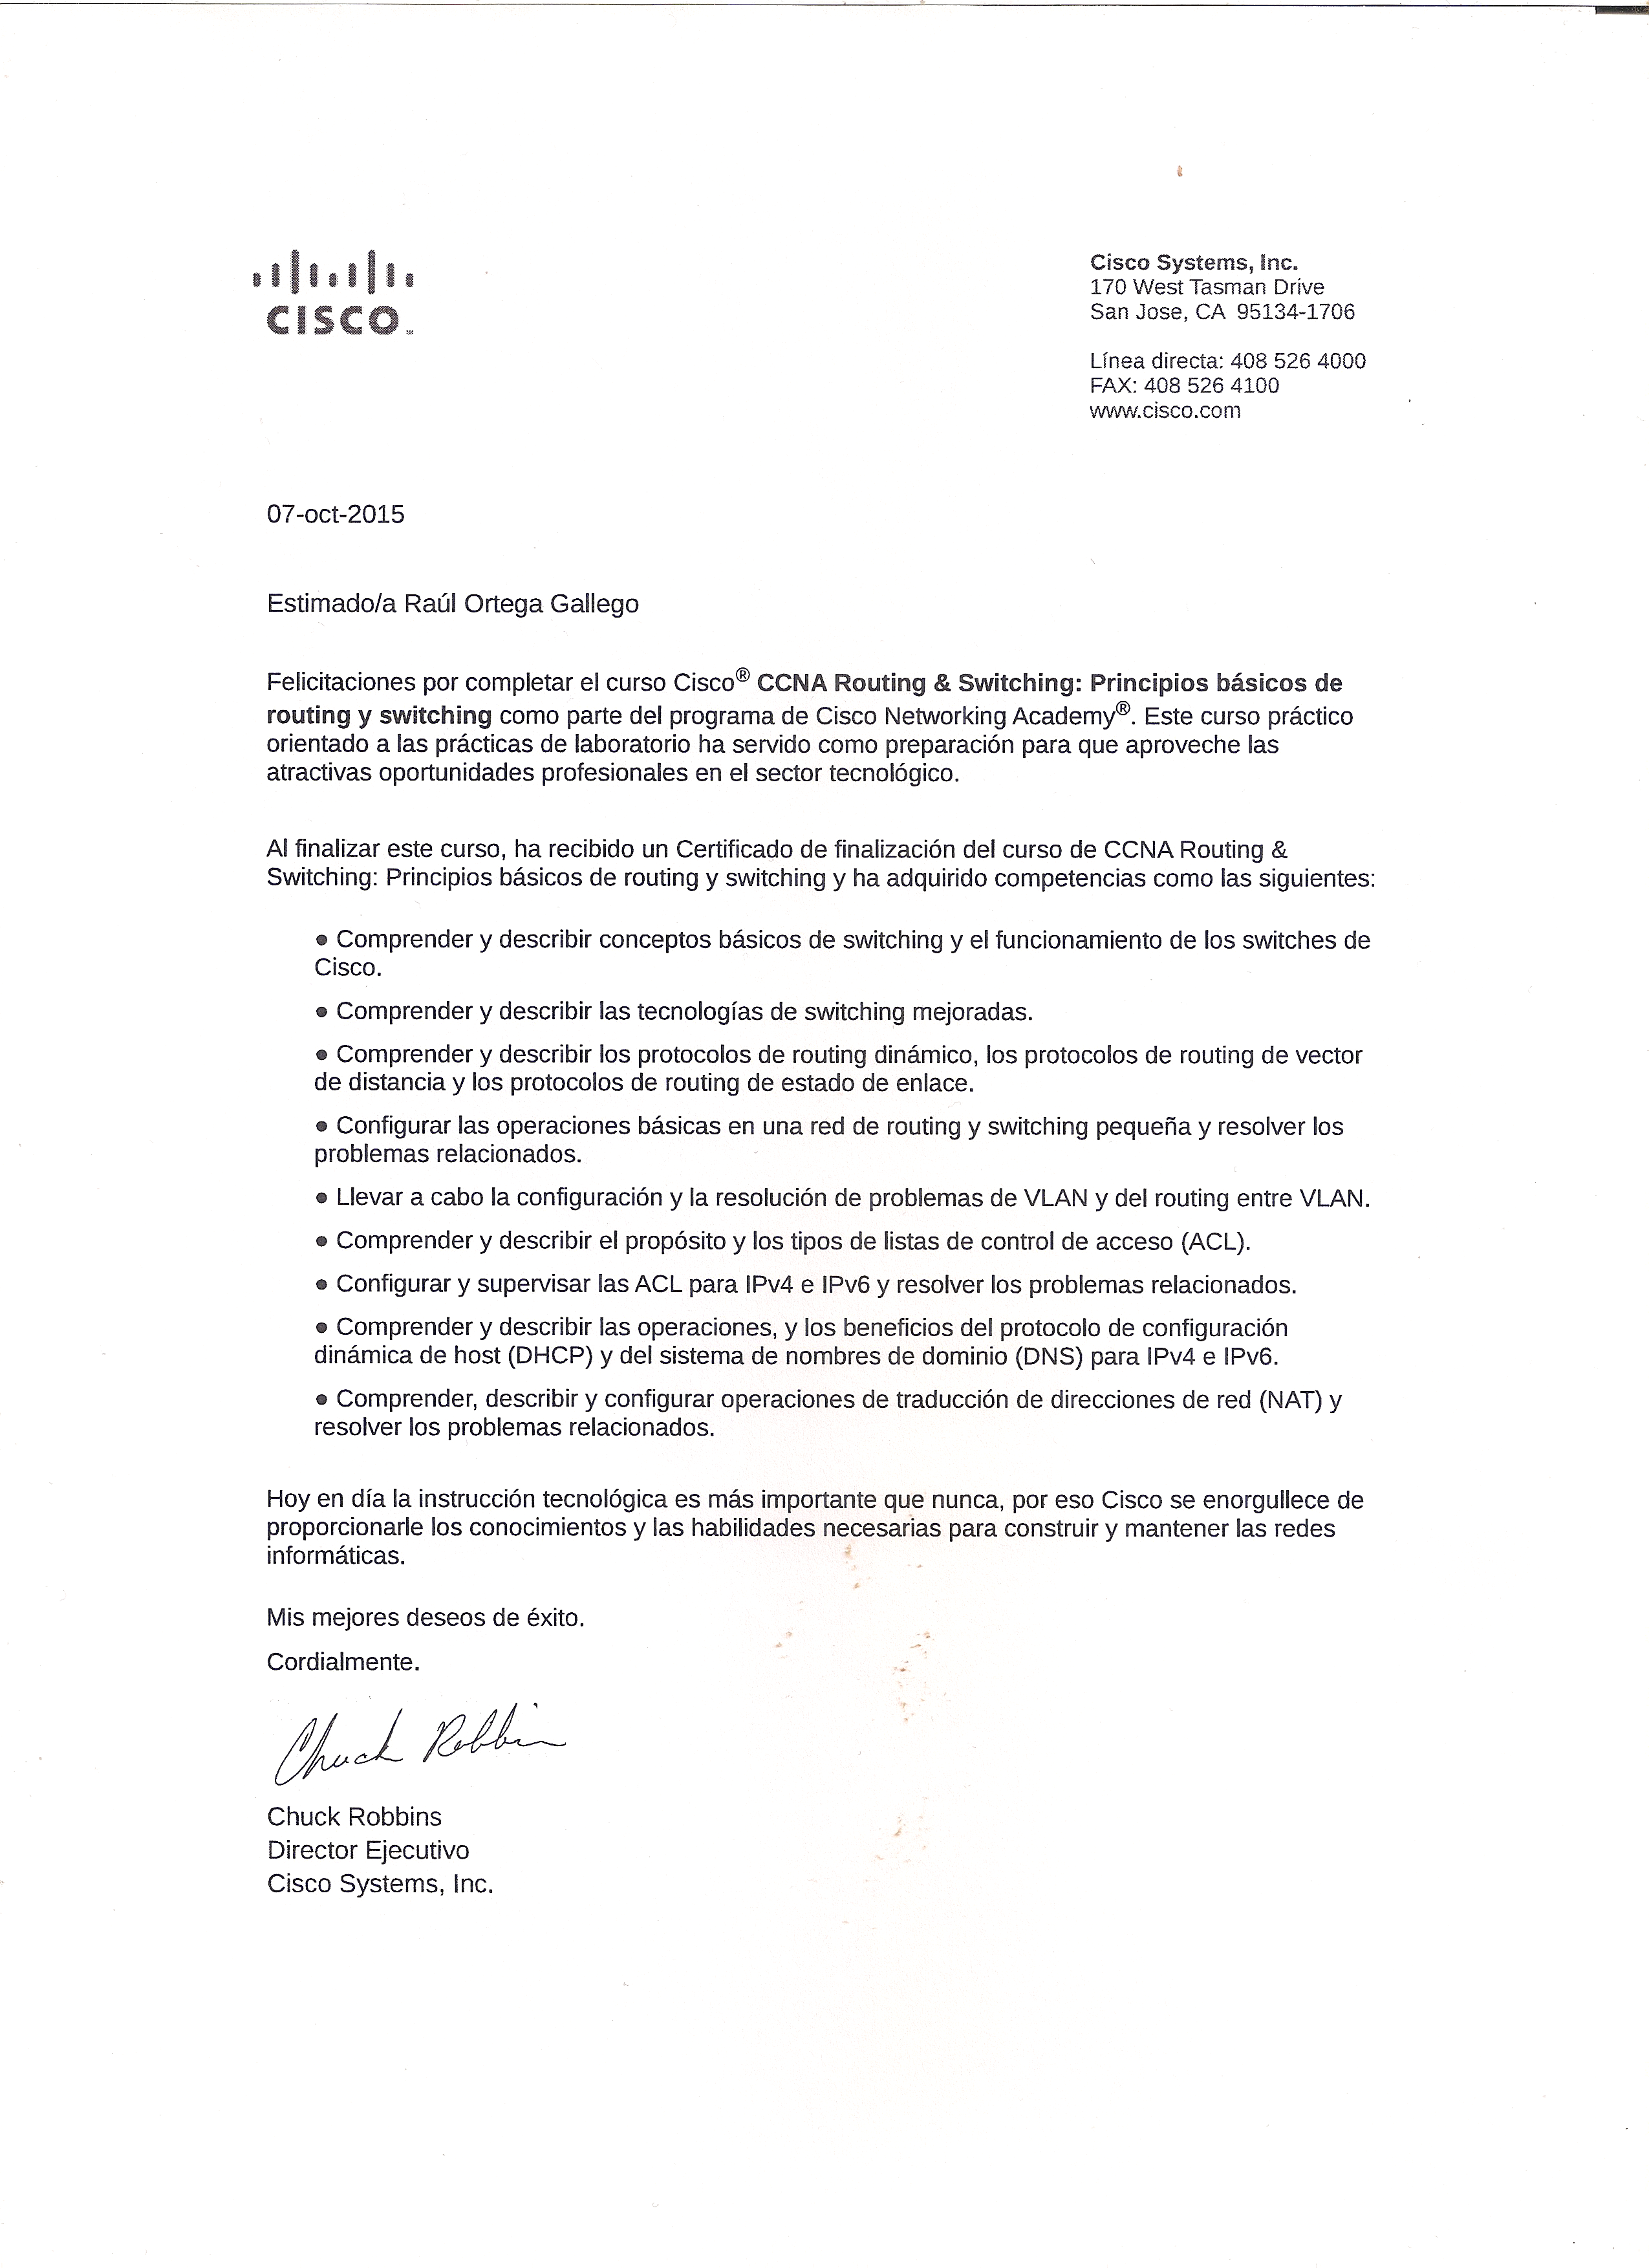 CISCO™
Cisco Systems, Inc.
170 West Tasman Drive
San Jose, CA 95134-1706
Línea directa: 408 526 4000
FAX: 408 526 4100
www.cisco.com
07-oct-2015
Estimado/a Raúl Ortega Gallego
Felicitaciones por completar el curso Cisco® CCNA Routing & Switching: Principios básicos de
routing y switching como parte del programa de Cisco Networking Academy®. Este curso práctico
orientado a las prácticas de laboratorio ha servido como preparación para que aproveche las
atractivas oportunidades profesionales en el sector tecnológico.
Al finalizar este curso, ha recibido un Certificado de finalización del curso de CCNA Routing &
Switching: Principios básicos de routing y switching y ha adquirido competencias como las siguientes:
• Comprender y describir conceptos básicos de switching y el funcionamiento de los switches de
Cisco.
• Comprender y describir las tecnologías de switching mejoradas.
• Comprender y describir los protocolos de routing dinámico, los protocolos de routing de vector
de distancia y los protocolos de routing de estado de enlace.
• Configurar las operaciones básicas en una red de routing y switching pequeña y resolver los
problemas relacionados.
• Llevar a cabo la configuración y la resolución de problemas de VLAN y del routing entre VLAN.
• Comprender y describir el propósito y los tipos de listas de control de acceso (ACL).
• Configurar y supervisar las ACL para IPv4 e IPv6 y resolver los problemas relacionados.
• Comprender y describir las operaciones, y los beneficios del protocolo de configuración
dinámica de host (DHCP) y del sistema de nombres de dominio (DNS) para IPv4 e IPv6.
• Comprender, describir y configurar operaciones de traducción de direcciones de red (NAT) y
resolver los problemas relacionados.
Hoy en día la instrucción tecnológica es más importante que nunca, por eso Cisco se enorgullece de
proporcionarle los conocimientos y las habilidades necesarias para construir y mantener las redes
informáticas.
Mis mejores deseos de éxito.
Cordialmente.
Chuck Robbin
Chuck Robbins
Director Ejecutivo
Cisco Systems, Inc.